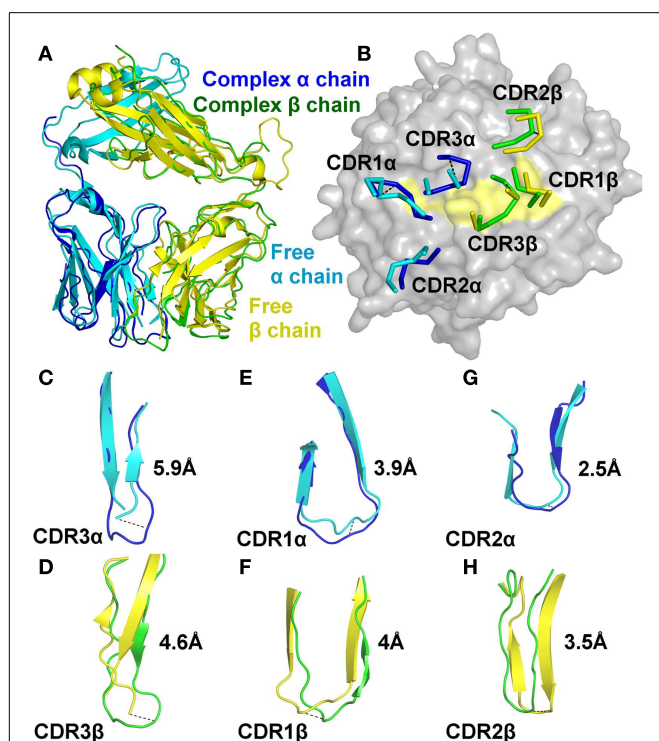 A
B
Complex α chain
Complex β chain
CDR2β
CDR3α
CDR1α
CDR1β
CDR3β
Free
α chain
CDR2α
Free
β chain
C
E
G
5.9Å
3.9Å
2.5Å
CDR3α
CDR1α
CDR2α
D
F
H
4.6Å
4Å
3.5Å
CDR3β
CDR1β
CDR2β